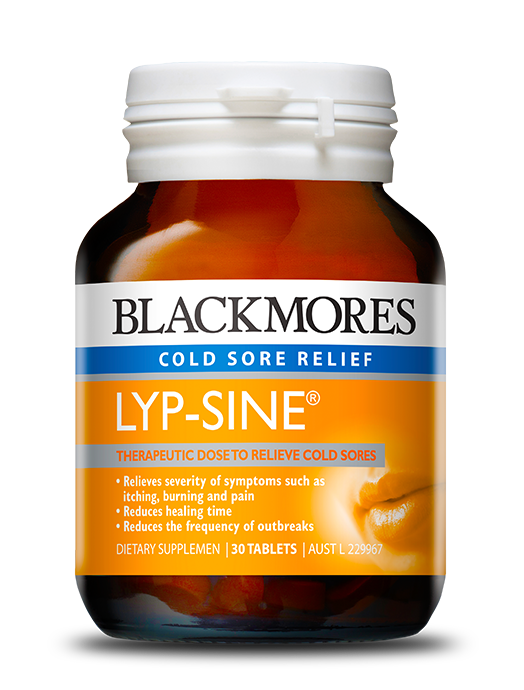 BLACKMORES
COLD SORE RELIEF
LYP-SINE®
THERAPEUTIC DOSE TO RELIEVE COLD SORES
• Relieves severity of symptoms such as
itching, burning and pain
• Reduces healing time
• Reduces the frequency of outbreaks
DIETARY SUPPLEMEN | 30 TABLETS | AUST L 229967